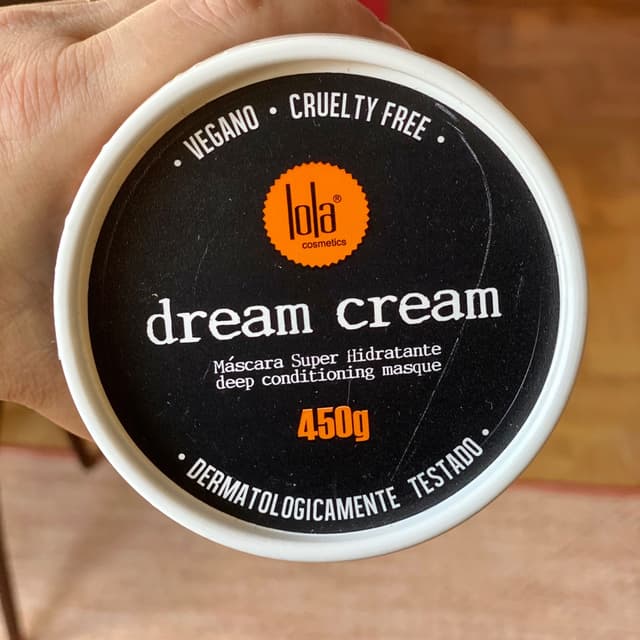 • VEGANO • CRUELTY FREE •
lola®
cosmetics
dream cream
Máscara Super Hidratante
deep conditioning masque
450g
• DERMATOLOGICAMENTE TESTADO •